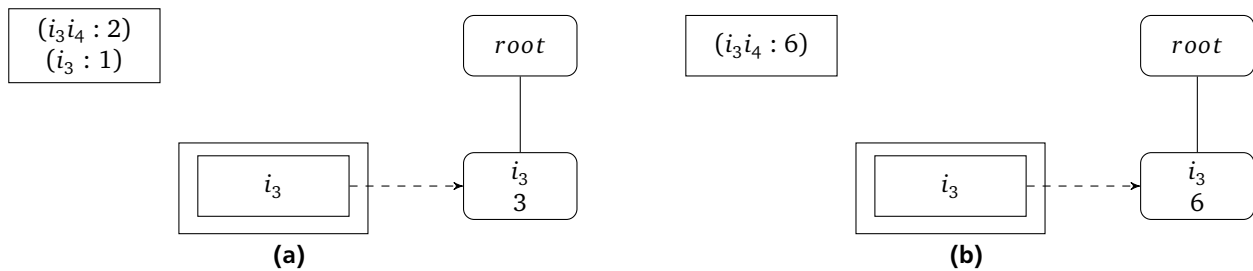 (i₃i₄ : 2)
(i₃ : 1)
root
i₃
i₃
3
(a)
(i₃i₄ : 6)
root
i₃
i₃
6
(b)